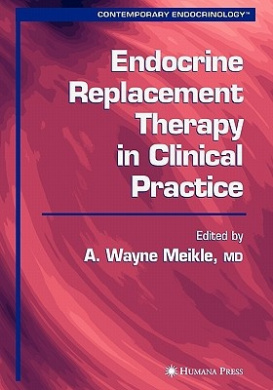 CONTEMPORARY ENDOCRINOLOGY™
Endocrine
Replacement
Therapy
in Clinical
Practice
Edited by
A. Wayne Meikle, MD
HUMANA PRESS